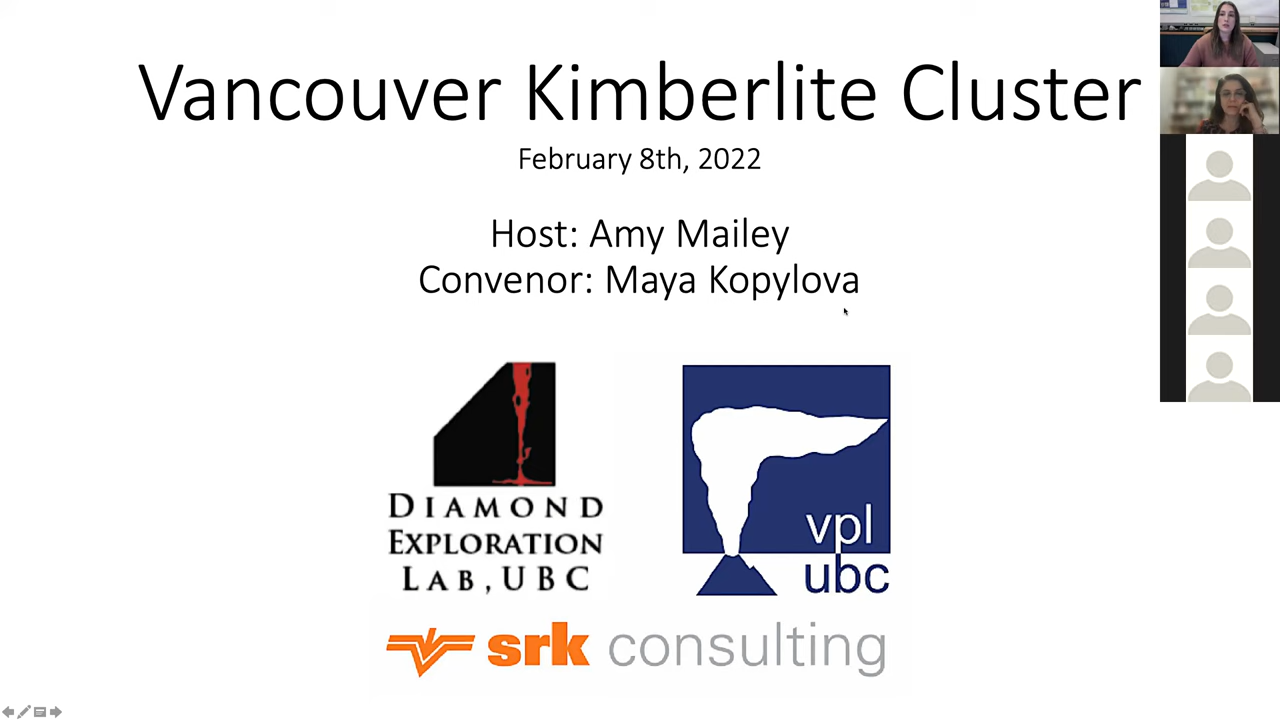 Vancouver Kimberlite Cluster
February 8th, 2022
Host: Amy Mailey
Convenor: Maya Kopylova
DIAMOND
EXPLORATION
LAB, UBC
vpl
ubc
srk consulting